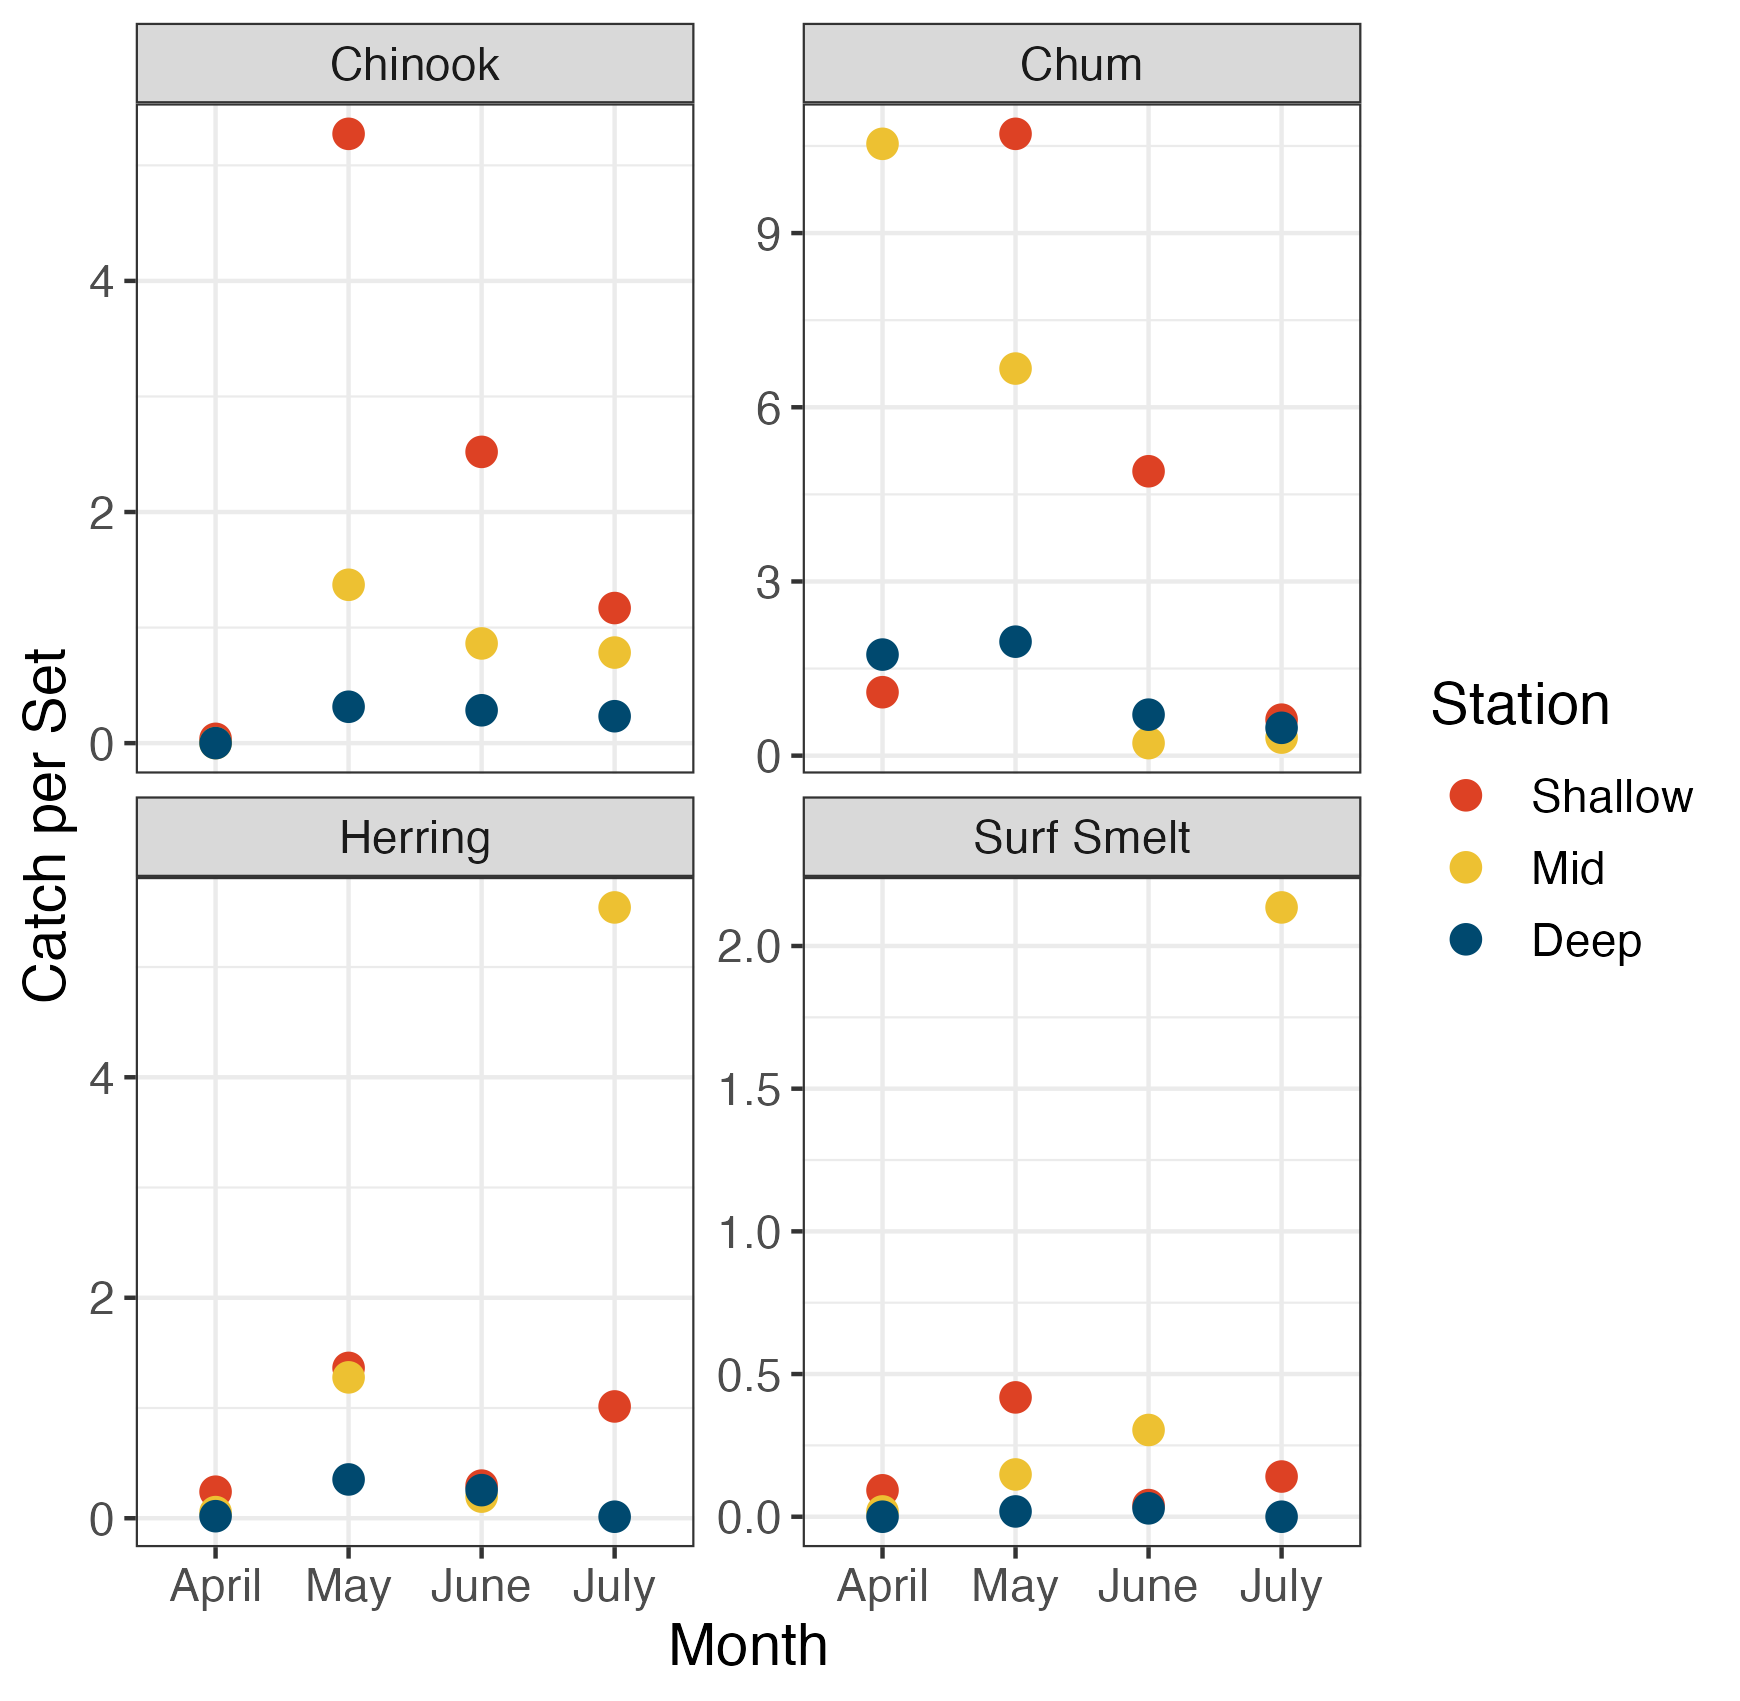 Chinook
Chum
4
2
0
9
6
3
0
Catch per Set
Herring
Surf Smelt
4
2
0
2.0
1.5
1.0
0.5
0.0
April May June July
April May June July
Month
Station
Shallow
Mid
Deep